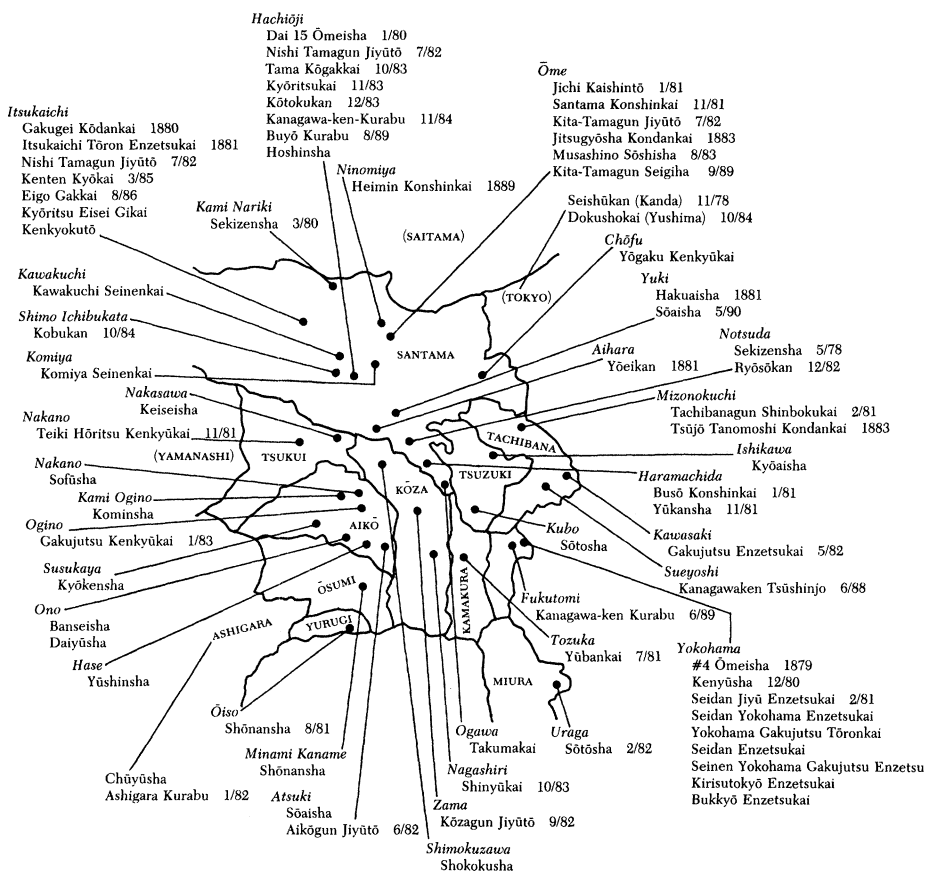 Hachiōji
Dai 15 Ōmeisha 1/80
Nishi Tamagun Jiyūtō 7/82
Tama Kōgakkai 10/83
Kyōritsukai 11/83
Kōtokukan 12/83
Kanagawa-ken-Kurabu 11/84
Buyō Kurabu 8/89
Hoshinsha
Ōme
Jichi Kaishintō 1/81
Santama Konshinkai 11/81
Kita-Tamagun Jiyūtō 7/82
Jitsugyōsha Kondankai 1883
Musashino Sōshisha 8/83
Kita-Tamagun Seigiha 9/89
Itsukaichi
Gakugei Kōdankai 1880
Itsukaichi Tōron Enzetsukai 1881
Nishi Tamagun Jiyūtō 7/82
Kenten Kyōkai 3/85
Eigo Gakkai 8/86
Kyōritsu Eisei Gikai
Kenkyokutō
Ninomiya
Heimin Konshinkai 1889
Kami Nariki
Sekizensha 3/80
(SAITAMA)
Seishūkan (Kanda) 11/78
Dokushokai (Yushima) 10/84
Chōfu
Yōgaku Kenkyūkai
(TOKYO)
Kawakuchi
Kawakuchi Seinenkai
Yuki
Hakuaisha 1881
Sōaisha 5/90
Shimo Ichibukata
Kobukan 10/84
Notsuda
Sekizensha 5/78
Ryōsōkan 12/82
SANTAMA
Aihara
Yōeikan 1881
Komiya
Komiya Seinenkai
Nakasawa
Keiseisha
Mizonokuchi
Tachibanagun Shinbokukai 2/81
Tsūjō Tanomoshi Kondankai 1883
Nakano
Teiki Hōritsu Kenkyūkai 11/81
(YAMANASHI)
TSUKUI
TACHIBANA
Ishikawa
Kyōaisha
Nakano
Sofūsha
KŌZA
TSUZUKI
Haramachida
Busō Konshinkai 1/81
Yūkansha 11/81
Kami Ogino
Kominsha
Ogino
Gakujutsu Kenkyūkai 1/83
AIKŌ
Kubo
Sōtosha
Kawasaki
Gakujutsu Enzetsukai 5/82
Susukaya
Kyōkensha
Sueyoshi
Kanagawaken Tsūshinjo 6/88
Ono
Banseisha
Daiyūsha
ŌSUMI
KAMAKURA
Fukutomi
Kanagawa-ken Kurabu 6/89
ASHIGARA
YURUGI
Tozuka
Yūbankai 7/81
Hase
Yūshinsha
MIURA
Yokohama
#4 Ōmeisha 1879
Kenyūsha 12/80
Seidan Jiyū Enzetsukai 2/81
Seidan Yokohama Enzetsukai
Yokohama Gakujutsu Tōronkai
Seidan Enzetsukai
Seinen Yokohama Gakujutsu Enzetsu
Kirisutokyō Enzetsukai
Bukkyō Enzetsukai
Ōiso
Shōnansha 8/81
Ogawa
Takumakai
Uraga
Sōtōsha 2/82
Minami Kaname
Shōnansha
Nagashiri
Shinyūkai 10/83
Chūyūsha
Ashigara Kurabu 1/82
Atsuki
Sōaisha
Aikōgun Jiyūtō 6/82
Zama
Kōzagun Jiyūtō 9/82
Shimokuzawa
Shokokusha